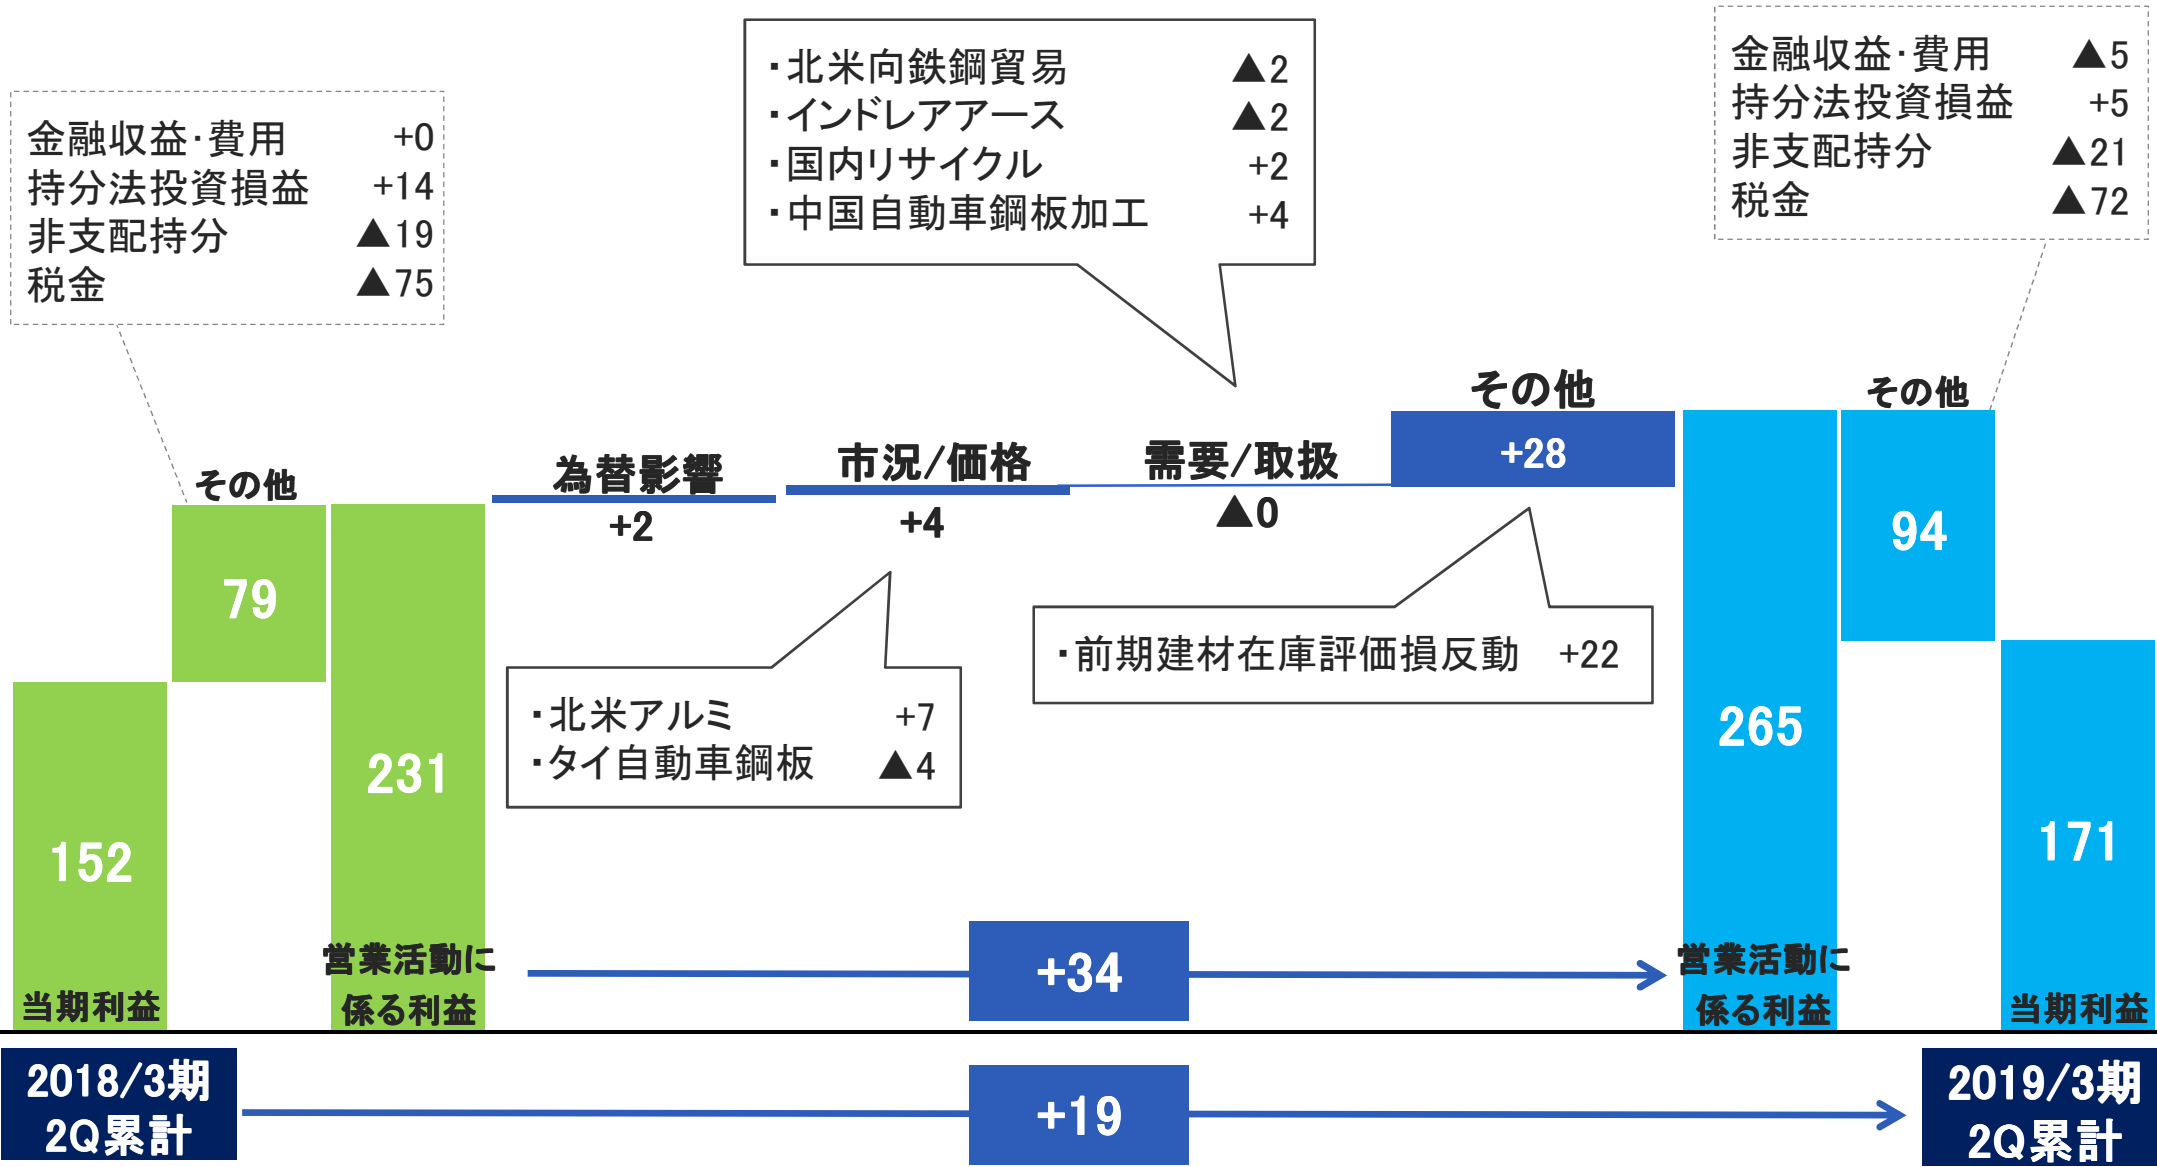 金融収益・費用 +0
持分法投資損益 +14
非支配持分 ▲19
税金 ▲75
・北米向鉄鋼貿易 ▲2
・インドレアアース ▲2
・国内リサイクル +2
・中国自動車鋼板加工 +4
金融収益・費用 ▲5
持分法投資損益 +5
非支配持分 ▲21
税金 ▲72
その他
79
152
当期利益
231
営業活動に
係る利益
為替影響
+2
市況/価格
+4
需要/取扱
▲0
その他
+28
・北米アルミ +7
・タイ自動車鋼板 ▲4
・前期建材在庫評価損反動 +22
265
営業活動に
係る利益
その他
94
171
当期利益
+34
2018/3期
2Q累計
+19
2019/3期
2Q累計